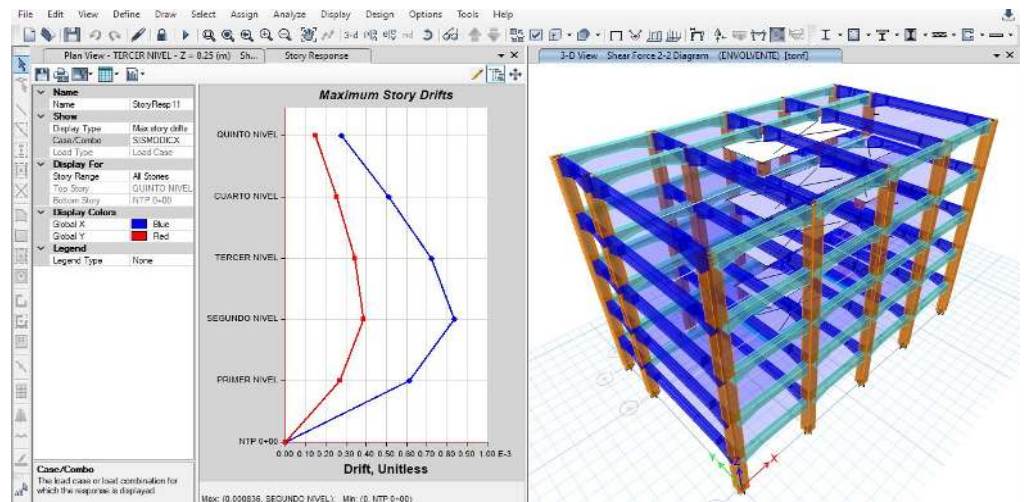 File Edit View Define Draw Select Assign Analyze Display Design Options Tools Help
3-d
nd
Plan View - TERCER NIVEL - Z = 8.25 (m) Sh...
Story Response
3-D View Shear Force 2-2 Diagram (ENVOLVENTE) [tonf]
Name
Name StoryResp11
Show
Display Type Max story drifts
Case/Combo SISMODICX
Load Type Load Case
Display For
Story Range All Stories
Top Story QUINTO NIVEL
Bottom Story NTP 0+00
Display Colors
Global X Blue
Global Y Red
Legend
Legend Type None
Maximum Story Drifts
QUINTO NIVEL
CUARTO NIVEL
TERCER NIVEL
SEGUNDO NIVEL
PRIMER NIVEL
NTP 0+00
0.00 0.10 0.20 0.30 0.40 0.50 0.60 0.70 0.80 0.90 1.00 E-3
Drift, Unitless
Case/Combo
The load case or load combination for
which the response is displayed
Max: (0.000836, SEGUNDO NIVEL); Min: (0, NTP 0+00)
Y Z X